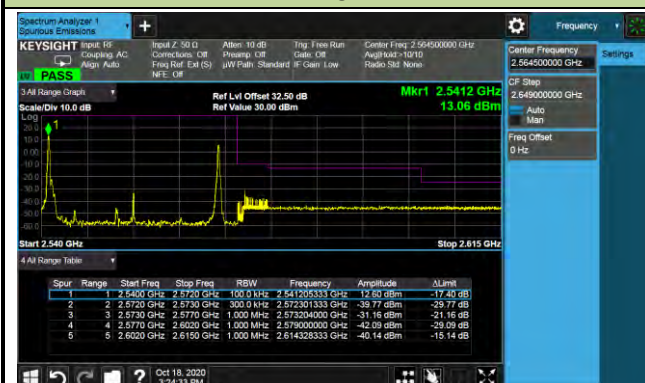 Spectrum Analyzer 1
Spurious Emissions
Frequency
KEYSIGHT Input: RF Input Z: 50 Ω Atten: 10 dB Trig: Free Run Center Freq: 2.564500000 GHz
Coupling: AC Corrections: Off Preamp: Off Gate: Off Avg|Hold:>10/10
Align: Auto Freq Ref: Ext (S) µW Path: Standard IF Gain: Low Radio Std: None
NFE: Off
PASS
Center Frequency
2.564500000 GHz
Settings
CF Step
2.649000000 GHz
Auto
Man
Freq Offset
0 Hz
3 All Range Graph
Scale/Div 10.0 dB
Ref Lvl Offset 32.50 dB
Ref Value 30.00 dBm
Mkr1 2.5412 GHz
13.06 dBm
Log
20.0
10.0
0.00
-10.0
-20.0
-30.0
-40.0
-50.0
-60.0
1
Start 2.540 GHz
Stop 2.615 GHz
4 All Range Table
Spur Range Start Freq Stop Freq RBW Frequency Amplitude ΔLimit
1 1 2.5400 GHz 2.5720 GHz 100.0 kHz 2.541205333 GHz 12.60 dBm -17.40 dB
2 2 2.5720 GHz 2.5730 GHz 300.0 kHz 2.572301333 GHz -39.77 dBm -29.77 dB
3 3 2.5730 GHz 2.5770 GHz 1.000 MHz 2.573204000 GHz -31.16 dBm -21.16 dB
4 4 2.5770 GHz 2.6020 GHz 1.000 MHz 2.579000000 GHz -42.09 dBm -29.09 dB
5 5 2.6020 GHz 2.6150 GHz 1.000 MHz 2.614328333 GHz -40.14 dBm -15.14 dB
Oct 18, 2020
3:24:33 PM